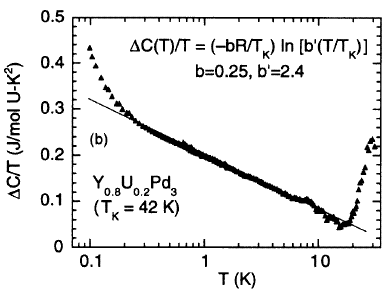 ΔC(T)/T = (−bR/T_K) ln [b'(T/T_K)]
b=0.25, b'=2.4
ΔC/T (J/mol U-K²)
0.5
0.4
0.3
0.2
0.1
0
(b)
Y₀.₈U₀.₂Pd₃
(T_K = 42 K)
0.1
1
10
T (K)